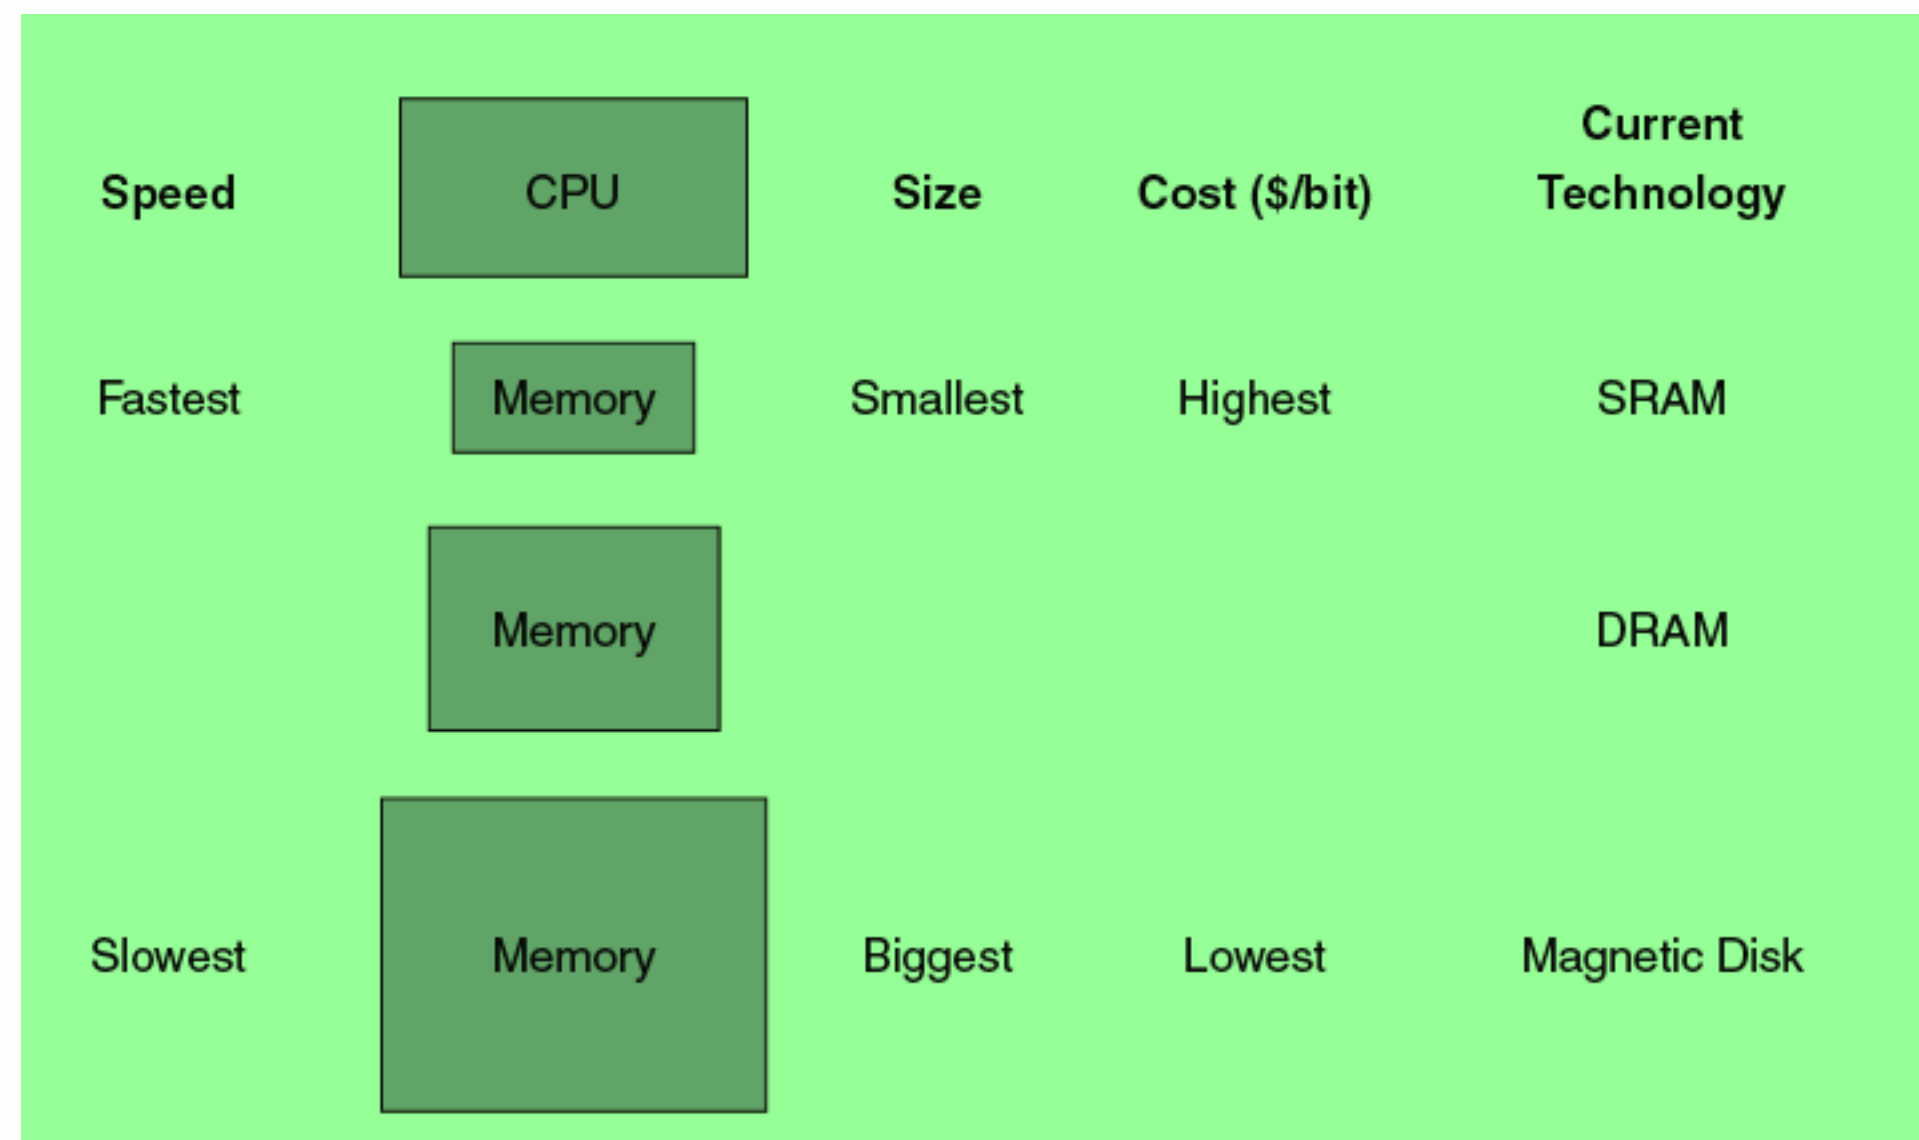 Current
Speed CPU Size Cost ($/bit) Technology
Fastest Memory Smallest Highest SRAM
Memory DRAM
Slowest Memory Biggest Lowest Magnetic Disk